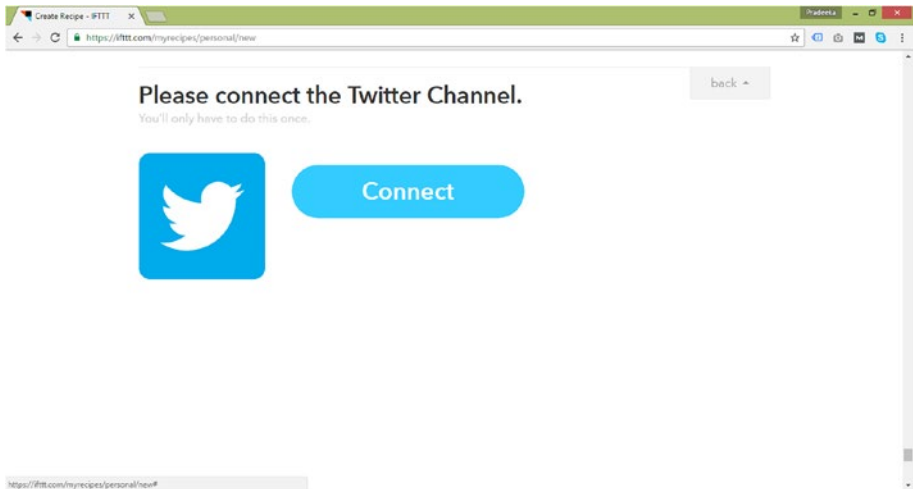 Create Recipe - IFTTT
Pradeeka
https://ifttt.com/myrecipes/personal/new
back
Please connect the Twitter Channel.
You'll only have to do this once.
Connect
https://ifttt.com/myrecipes/personal/new#